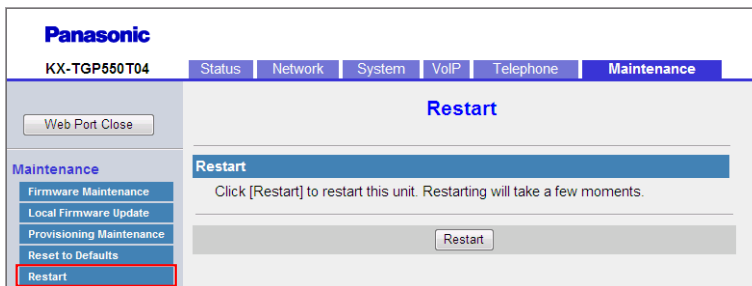 Panasonic
KX-TGP550T04
Status Network System VoIP Telephone Maintenance
Web Port Close
Maintenance
Firmware Maintenance
Local Firmware Update
Provisioning Maintenance
Reset to Defaults
Restart
Restart
Restart
Click [Restart] to restart this unit. Restarting will take a few moments.
Restart